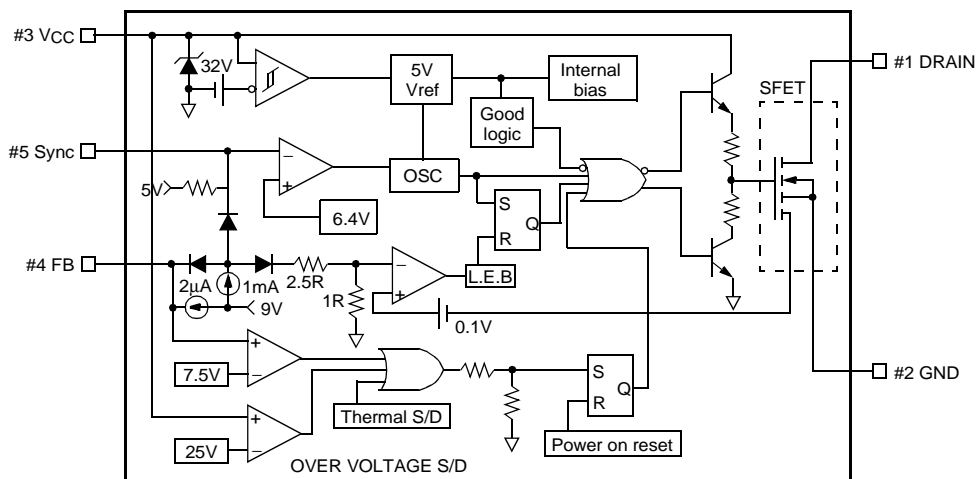 #3 VCC
32V
5V
Vref
Internal
bias
#1 DRAIN
SFET
Good
logic
#5 Sync
−
+
OSC
5V
6.4V
S
R
Q
#4 FB
2μA
1mA
9V
2.5R
1R
−
+
L.E.B
0.1V
#2 GND
+
−
7.5V
Thermal S/D
S
R
Q
+
−
25V
Power on reset
OVER VOLTAGE S/D